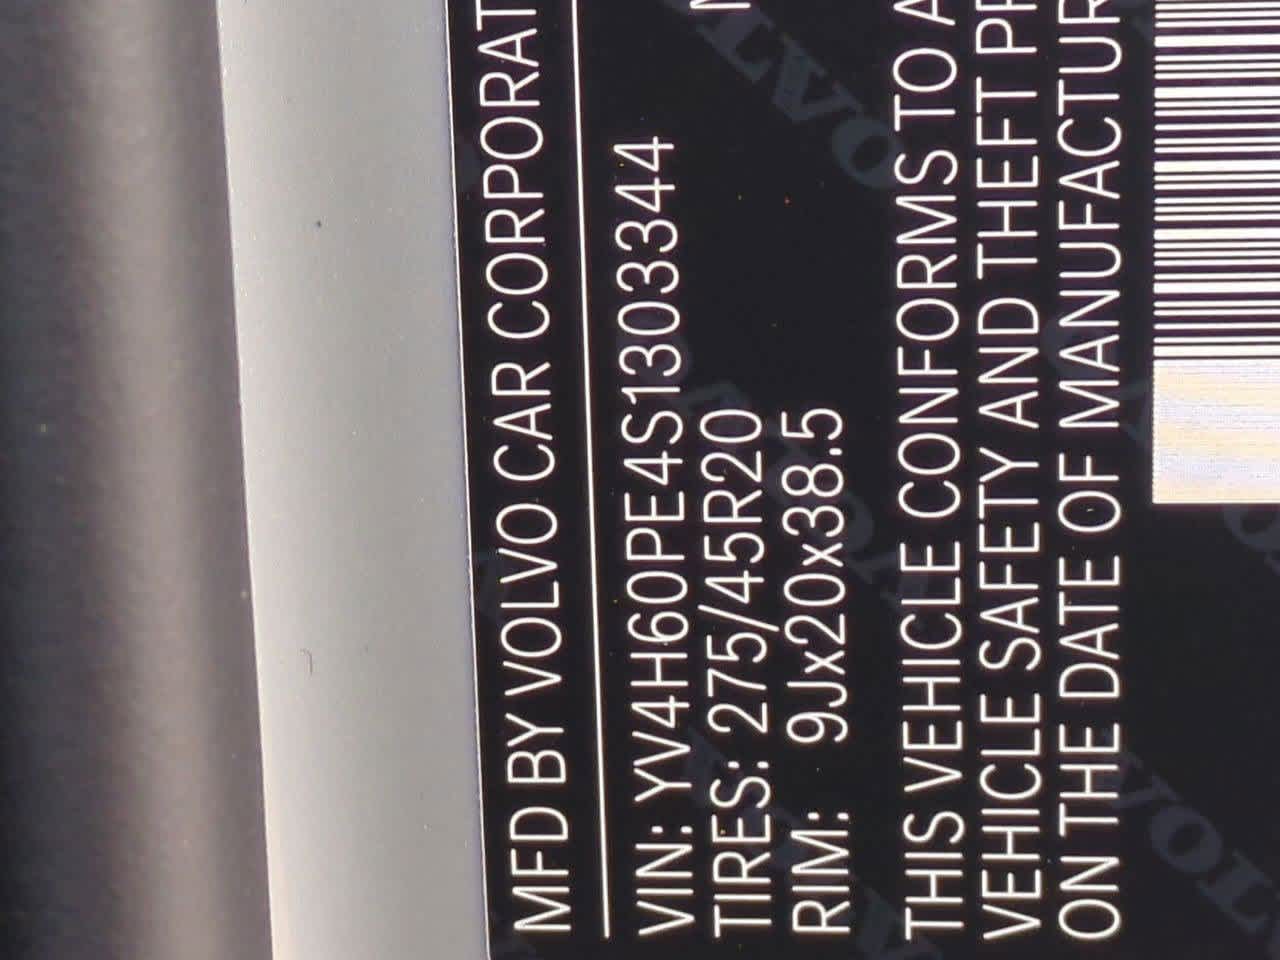 MFD BY VOLVO CAR CORPORAT
VIN: YV4H60PE4S1303344
TIRES: 275/45R20
RIM: 9Jx20x38.5
THIS VEHICLE CONFORMS TO A
VEHICLE SAFETY AND THEFT PR
ON THE DATE OF MANUFACTUR